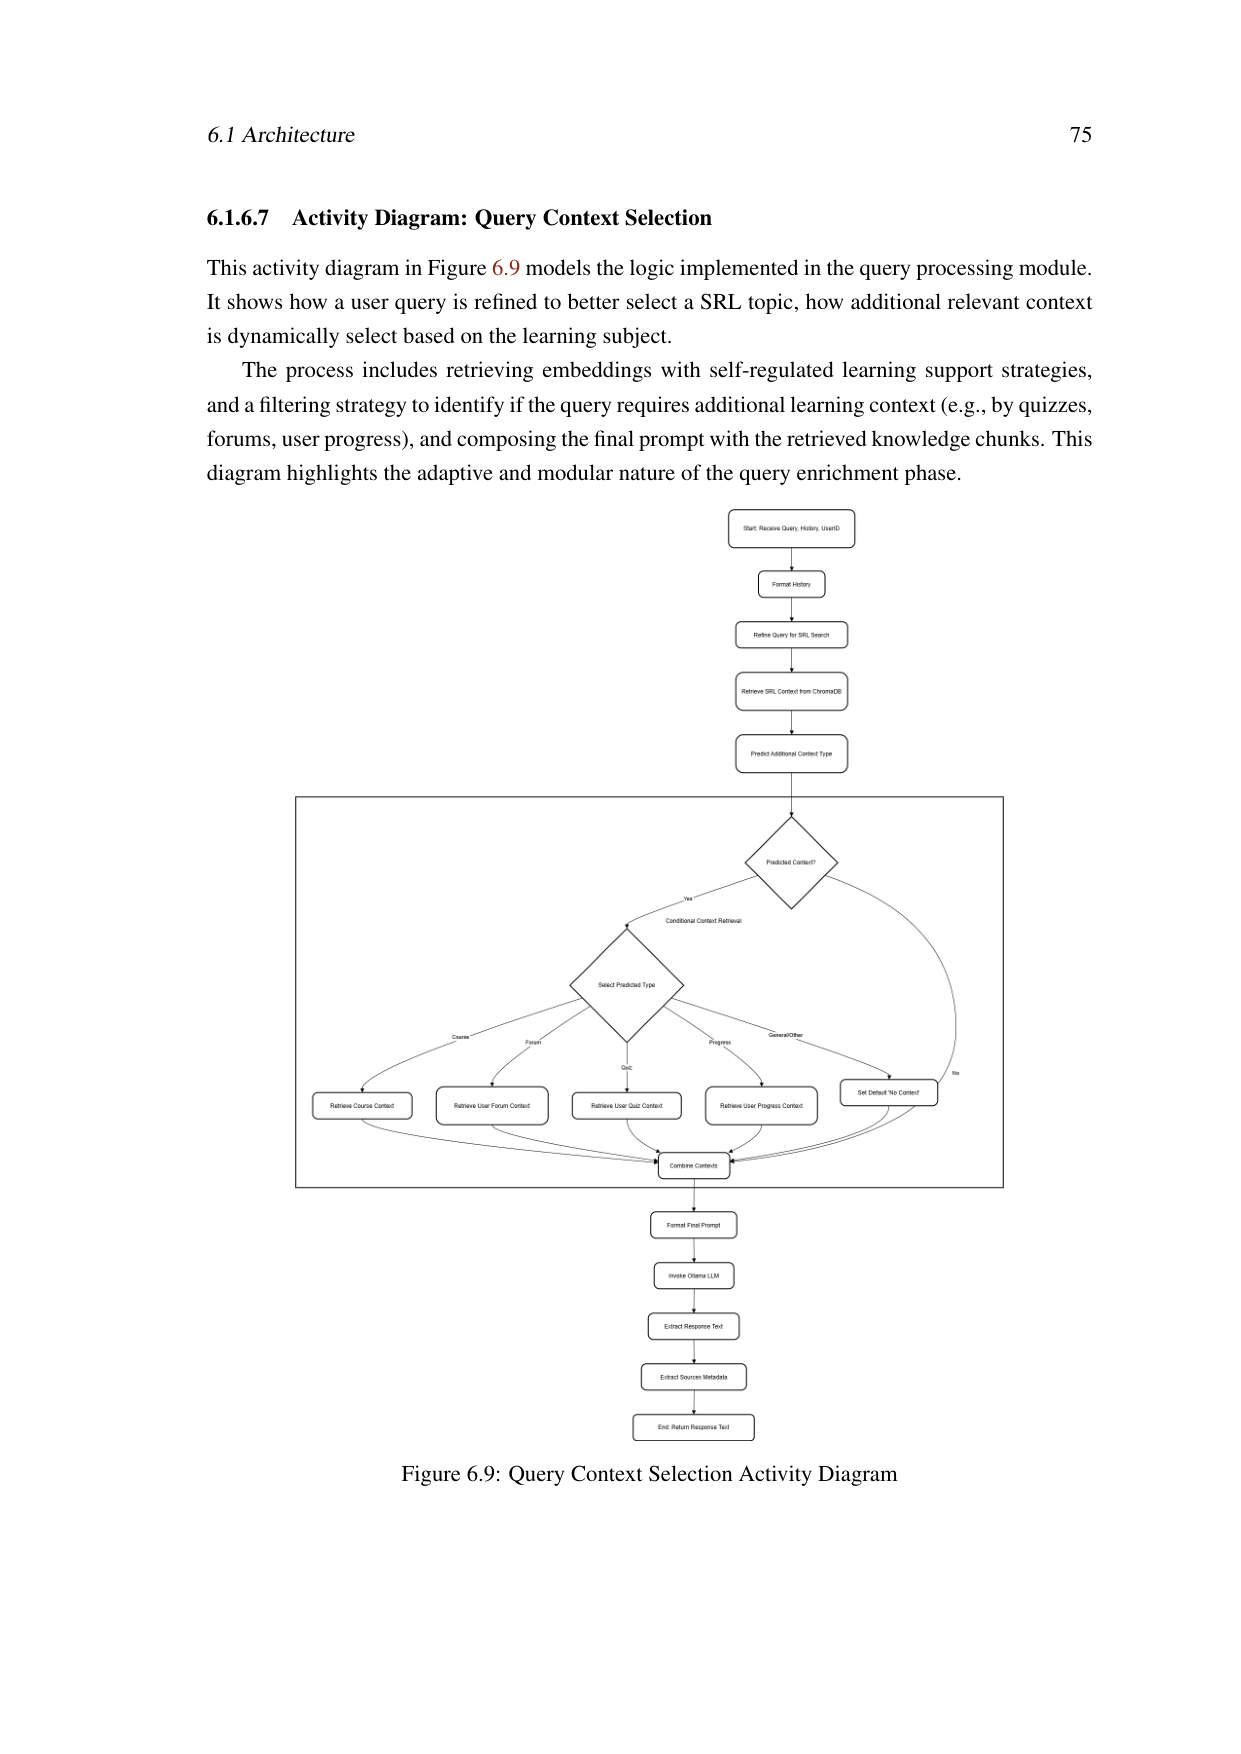 6.1 Architecture 75
6.1.6.7 Activity Diagram: Query Context Selection
This activity diagram in Figure 6.9 models the logic implemented in the query processing module.
It shows how a user query is refined to better select a SRL topic, how additional relevant context
is dynamically select based on the learning subject.
The process includes retrieving embeddings with self-regulated learning support strategies,
and a filtering strategy to identify if the query requires additional learning context (e.g., by quizzes,
forums, user progress), and composing the final prompt with the retrieved knowledge chunks. This
diagram highlights the adaptive and modular nature of the query enrichment phase.
Start: Receive Query, History, UserID
Format History
Refine Query for SRL Search
Retrieve SRL Context from ChromaDB
Predict Additional Context Type
Predicted Context?
Yes
Conditional Context Retrieval
Select Predicted Type
Course
Forum
Quiz
Progress
General/Other
No
Retrieve Course Context
Retrieve User Forum Context
Retrieve User Quiz Context
Retrieve User Progress Context
Set Default 'No Context'
Combine Contexts
Format Final Prompt
Invoke Ollama LLM
Extract Response Text
Extract Sources Metadata
End: Return Response Text
Figure 6.9: Query Context Selection Activity Diagram